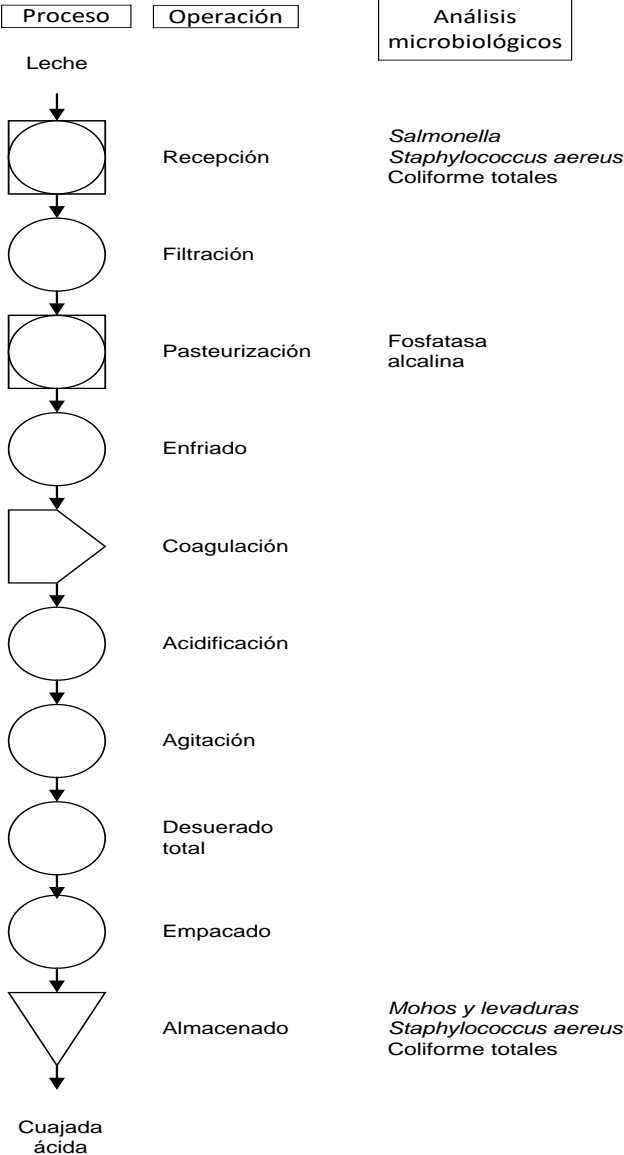 Proceso
Operación
Análisis
microbiológicos
Leche
Recepción
Salmonella
Staphylococcus aereus
Coliforme totales
Filtración
Pasteurización
Fosfatasa
alcalina
Enfriado
Coagulación
Acidificación
Agitación
Desuerado
total
Empacado
Almacenado
Mohos y levaduras
Staphylococcus aereus
Coliforme totales
Cuajada
ácida